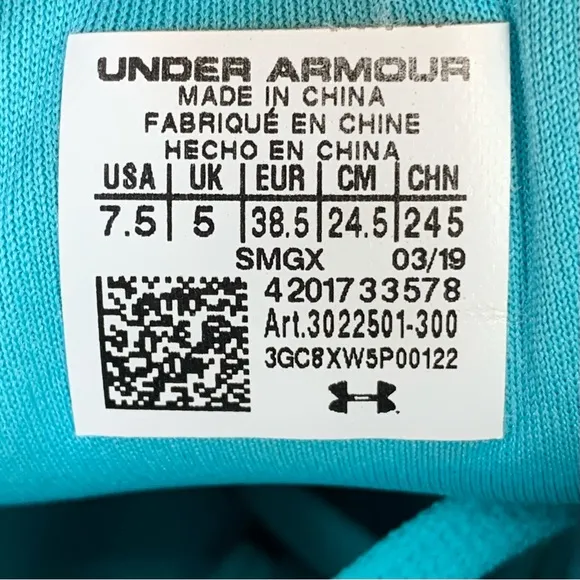 UNDER ARMOUR
MADE IN CHINA
FABRIQUÉ EN CHINE
HECHO EN CHINA
USA UK EUR CM CHN
7.5 5 38.5 24.5 245
SMGX 03/19
4201733578
Art.3022501-300
3GC8XW5P00122